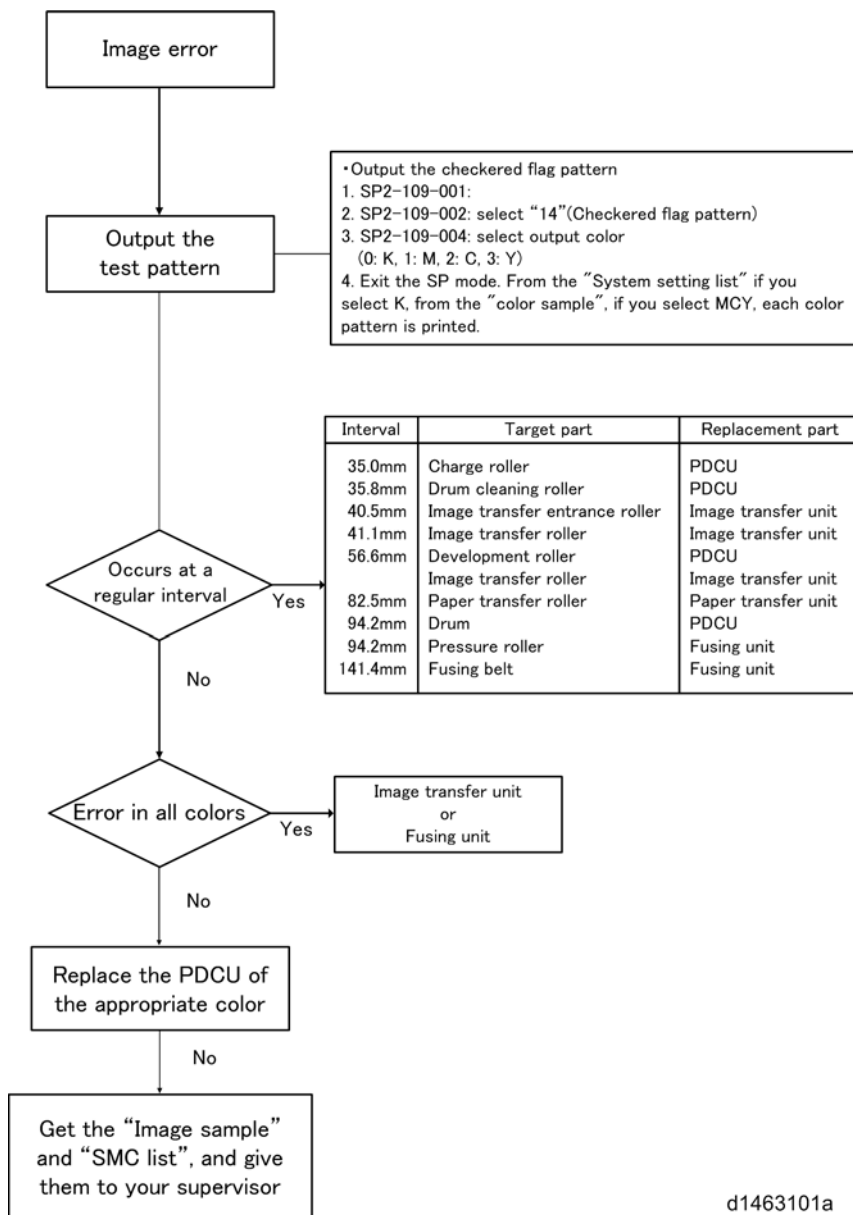 Image error
Output the
test pattern
・Output the checkered flag pattern
1. SP2-109-001:
2. SP2-109-002: select “14”(Checkered flag pattern)
3. SP2-109-004: select output color
(0: K, 1: M, 2: C, 3: Y)
4. Exit the SP mode. From the "System setting list" if you
select K, from the "color sample", if you select MCY, each color
pattern is printed.
Occurs at a
regular interval
Yes
Interval Target part Replacement part
35.0mm Charge roller PDCU
35.8mm Drum cleaning roller PDCU
40.5mm Image transfer entrance roller Image transfer unit
41.1mm Image transfer roller Image transfer unit
56.6mm Development roller PDCU
Image transfer roller Image transfer unit
82.5mm Paper transfer roller Paper transfer unit
94.2mm Drum PDCU
94.2mm Pressure roller Fusing unit
141.4mm Fusing belt Fusing unit
No
Error in all colors
Yes
Image transfer unit
or
Fusing unit
No
Replace the PDCU of
the appropriate color
No
Get the “Image sample”
and “SMC list”, and give
them to your supervisor
d1463101a